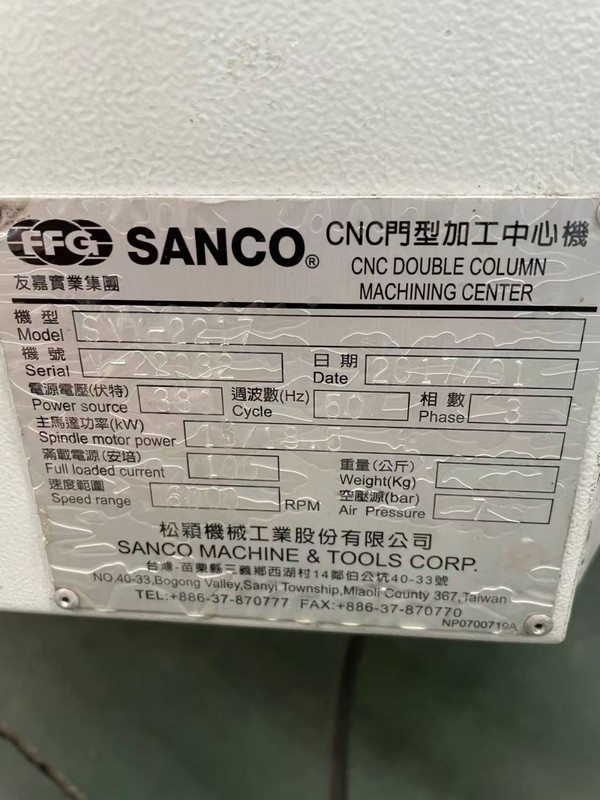 FFG SANCO® CNC門型加工中心機
友嘉實業集團 CNC DOUBLE COLUMN
MACHINING CENTER
機型
Model
機號 日期
Serial Date 2017/01
電源電壓(伏特) 週波數(Hz) 相數
Power source Cycle 60 Phase 3
主馬達功率(kW)
Spindle motor power
滿載電源(安培) 重量(公斤)
Full loaded current Weight(Kg)
速度範圍 空壓源(bar)
Speed range RPM Air Pressure
松穎機械工業股份有限公司
SANCO MACHINE & TOOLS CORP.
台灣-苗栗縣三義鄉西湖村14鄰伯公坑40-33號
NO.40-33,Bogong Valley,Sanyi Township,Miaoli County 367,Taiwan
TEL:+886-37-870777 FAX:+886-37-870770
NP0700719A